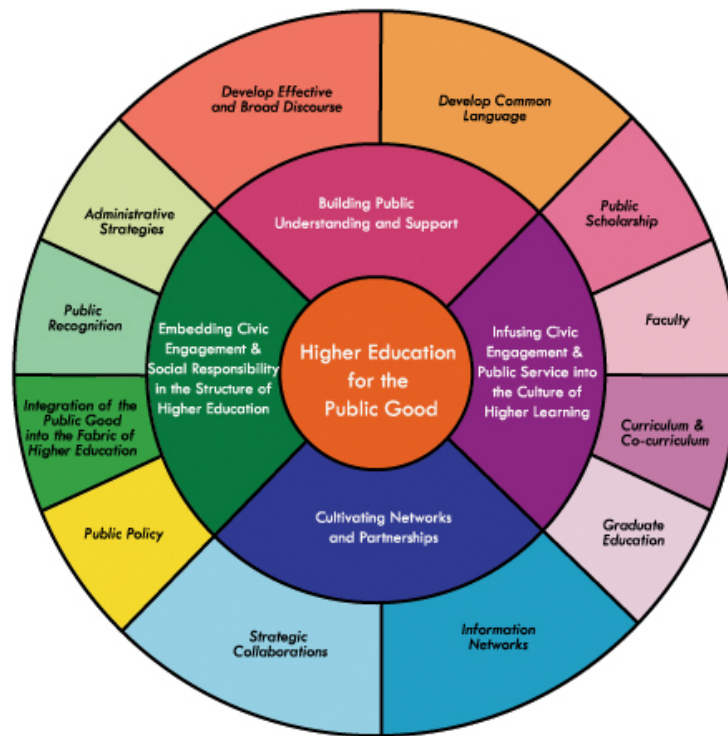 Develop Effective
and Broad Discourse
Develop Common
Language
Building Public
Understanding and Support
Administrative
Strategies
Public
Scholarship
Public
Recognition
Faculty
Embedding Civic
Engagement &
Social Responsibility
in the Structure of
Higher Education
Higher Education
for the
Public Good
Infusing Civic
Engagement &
Public Service into
the Culture of
Higher Learning
Integration of the
Public Good
into the Fabric of
Higher Education
Curriculum &
Co-curriculum
Public Policy
Cultivating Networks
and Partnerships
Graduate
Education
Strategic
Collaborations
Information
Networks